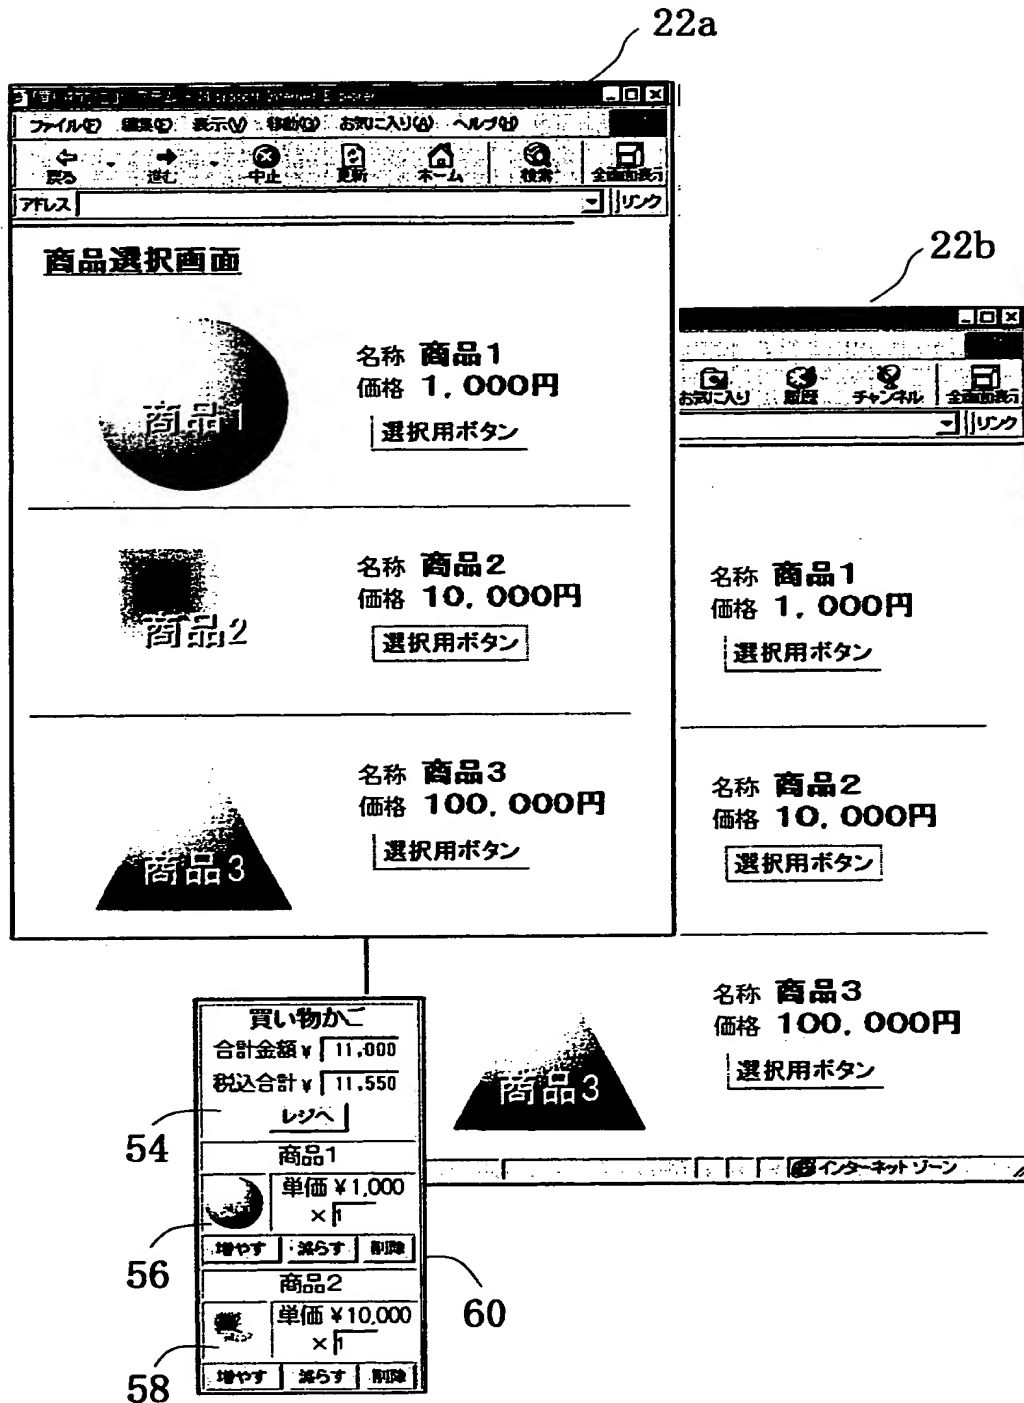 22a
ファイル(F) 編集(E) 表示(V) 移動(G) お気に入り(A) ヘルプ(H)
戻る 進む 中止 更新 ホーム 検索 全画面表示
アドレス リンク
商品選択画面
商品1
名称 商品1
価格 1,000円
選択用ボタン
商品2
名称 商品2
価格 10,000円
選択用ボタン
商品3
名称 商品3
価格 100,000円
選択用ボタン
22b
お気に入り 履歴 チャンネル 全画面表示
リンク
名称 商品1
価格 1,000円
選択用ボタン
名称 商品2
価格 10,000円
選択用ボタン
商品3
名称 商品3
価格 100,000円
選択用ボタン
インターネット ゾーン
買い物かご
合計金額¥ 11,000
税込合計¥ 11,550
レジへ
54
商品1
単価 ¥1,000
×1
増やす 減らす 削除
56
商品2
単価 ¥10,000
×1
増やす 減らす 削除
58
60